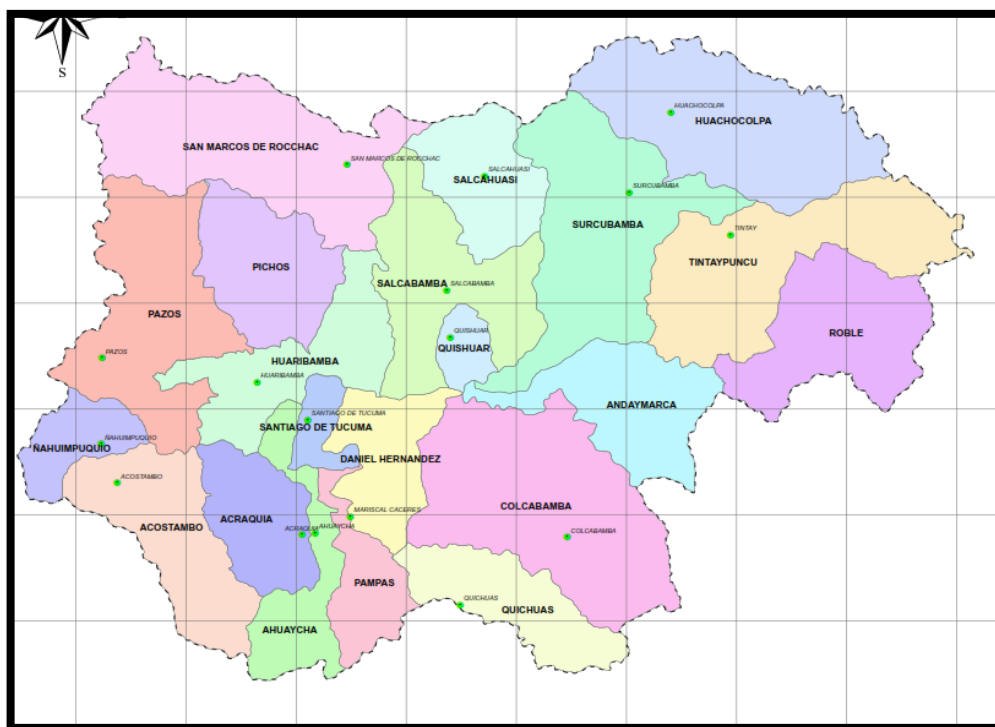 S
HUACHOCOLPA
HUACHOCOLPA
SAN MARCOS DE ROCCHAC
SAN MARCOS DE ROCCHAC
SALCAHUASI
SALCAHUASI
SURCUBAMBA
SURCUBAMBA
TINTAY
TINTAYPUNCU
PICHOS
SALCABAMBA
SALCABAMBA
PAZOS
PAZOS
QUISHUAR
QUISHUAR
ROBLE
HUARIBAMBA
HUARIBAMBA
ANDAYMARCA
SANTIAGO DE TUCUMA
SANTIAGO DE TUCUMA
ÑAHUIMPUQUIO
ÑAHUIMPUQUIO
DANIEL HERNANDEZ
ACOSTAMBO
ACOSTAMBO
ACRAQUIA
ACRAQUIA
AHUAYCHA
MARISCAL CACERES
COLCABAMBA
COLCABAMBA
PAMPAS
QUICHUAS
QUICHUAS
AHUAYCHA